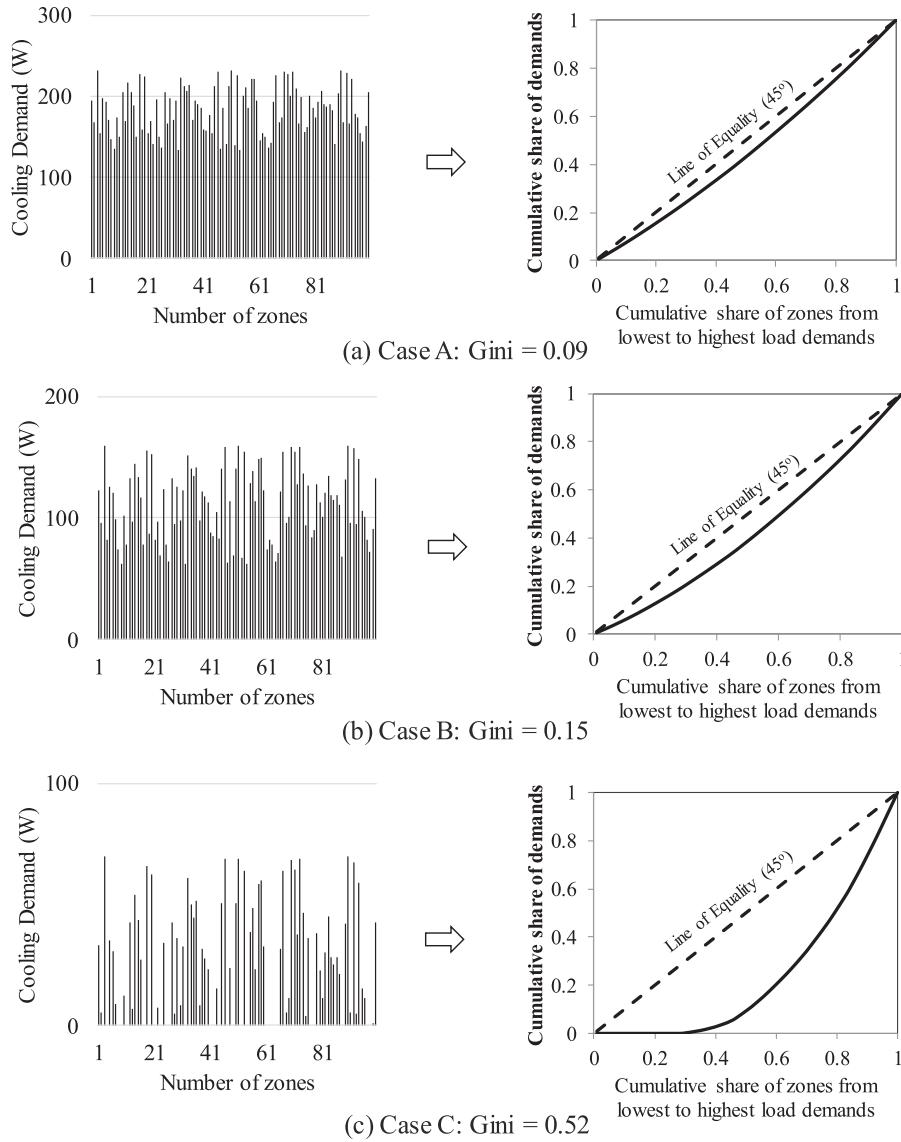 300
200
100
0
Cooling Demand (W)
1 21 41 61 81
Number of zones
1
0.8
0.6
0.4
0.2
0
Cumulative share of demands
Line of Equality (45º)
0 0.2 0.4 0.6 0.8 1
Cumulative share of zones from
lowest to highest load demands
(a) Case A: Gini = 0.09
200
100
0
Cooling Demand (W)
1 21 41 61 81
Number of zones
1
0.8
0.6
0.4
0.2
0
Cumulative share of demands
Line of Equality (45º)
0 0.2 0.4 0.6 0.8 1
Cumulative share of zones from
lowest to highest load demands
(b) Case B: Gini = 0.15
100
0
Cooling Demand (W)
1 21 41 61 81
Number of zones
1
0.8
0.6
0.4
0.2
0
Cumulative share of demands
Line of Equality (45º)
0 0.2 0.4 0.6 0.8 1
Cumulative share of zones from
lowest to highest load demands
(c) Case C: Gini = 0.52